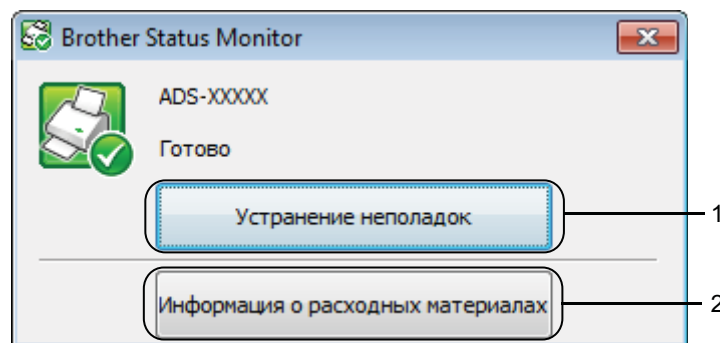 Brother Status Monitor
ADS-XXXXX
Готово
Устранение неполадок
1
Информация о расходных материалах
2